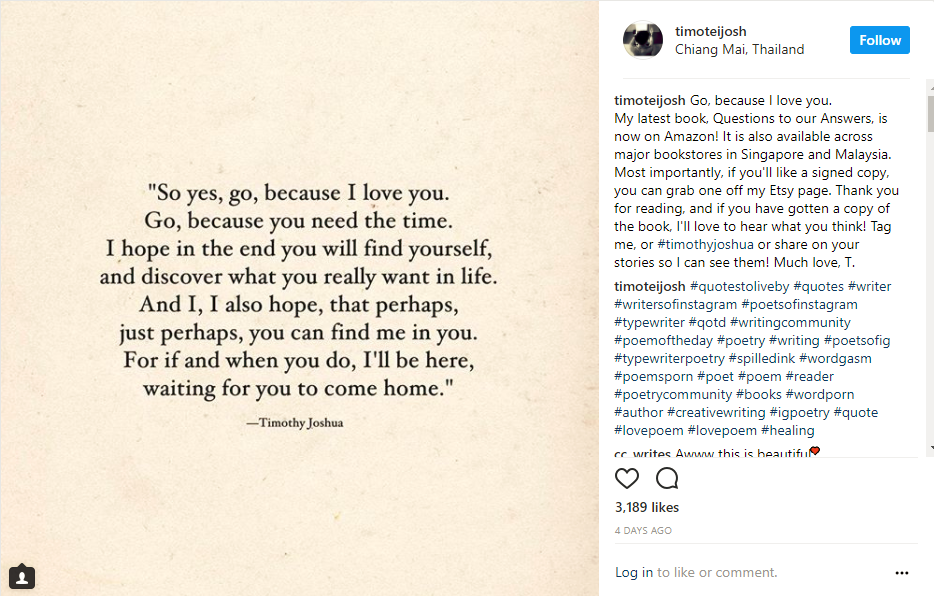 "So yes, go, because I love you.
Go, because you need the time.
I hope in the end you will find yourself,
and discover what you really want in life.
And I, I also hope, that perhaps,
just perhaps, you can find me in you.
For if and when you do, I'll be here,
waiting for you to come home."
—Timothy Joshua
timoteijosh
Chiang Mai, Thailand
Follow
timoteijosh Go, because I love you.
My latest book, Questions to our Answers, is
now on Amazon! It is also available across
major bookstores in Singapore and Malaysia.
Most importantly, if you'll like a signed copy,
you can grab one off my Etsy page. Thank you
for reading, and if you have gotten a copy of
the book, I'll love to hear what you think! Tag
me, or #timothyjoshua or share on your
stories so I can see them! Much love, T.
timoteijosh #quotestoliveby #quotes #writer
#writersofinstagram #poetsofinstagram
#typewriter #qotd #writingcommunity
#poemoftheday #poetry #writing #poetsofig
#typewriterpoetry #spilledink #wordgasm
#poemsporn #poet #poem #reader
#poetrycommunity #books #wordporn
#author #creativewriting #igpoetry #quote
#lovepoem #lovepoem #healing
cc_writes Awww this is beautiful
3,189 likes
4 DAYS AGO
Log in to like or comment.